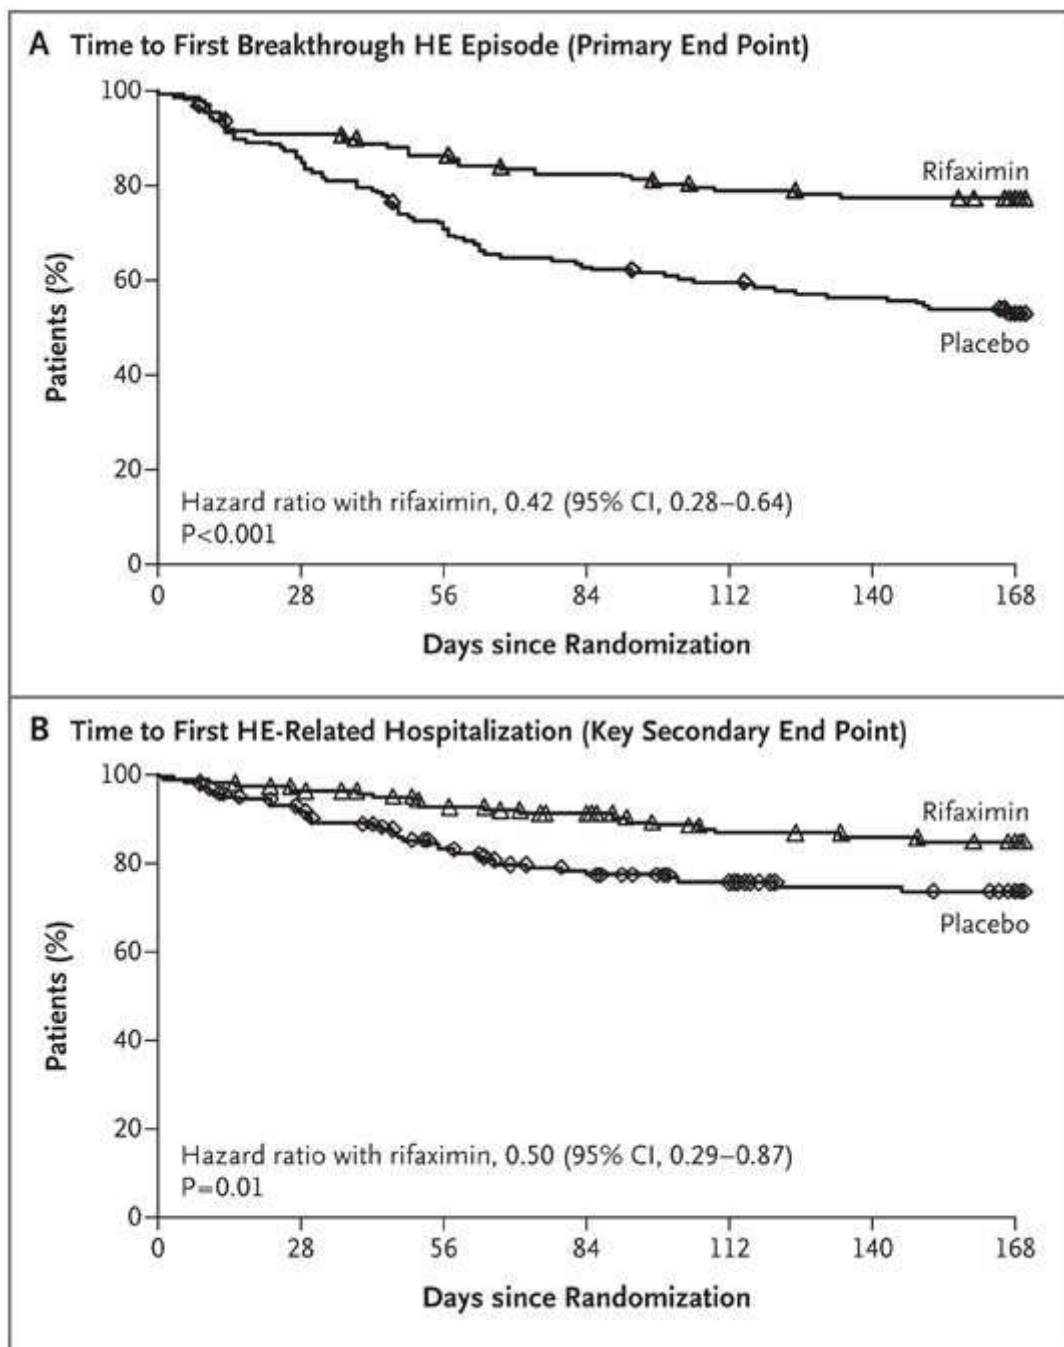 A Time to First Breakthrough HE Episode (Primary End Point)
100
80
60
40
20
0
Patients (%)
Rifaximin
Placebo
Hazard ratio with rifaximin, 0.42 (95% CI, 0.28–0.64)
P<0.001
0 28 56 84 112 140 168
Days since Randomization
B Time to First HE-Related Hospitalization (Key Secondary End Point)
100
80
60
40
20
0
Patients (%)
Rifaximin
Placebo
Hazard ratio with rifaximin, 0.50 (95% CI, 0.29–0.87)
P=0.01
0 28 56 84 112 140 168
Days since Randomization